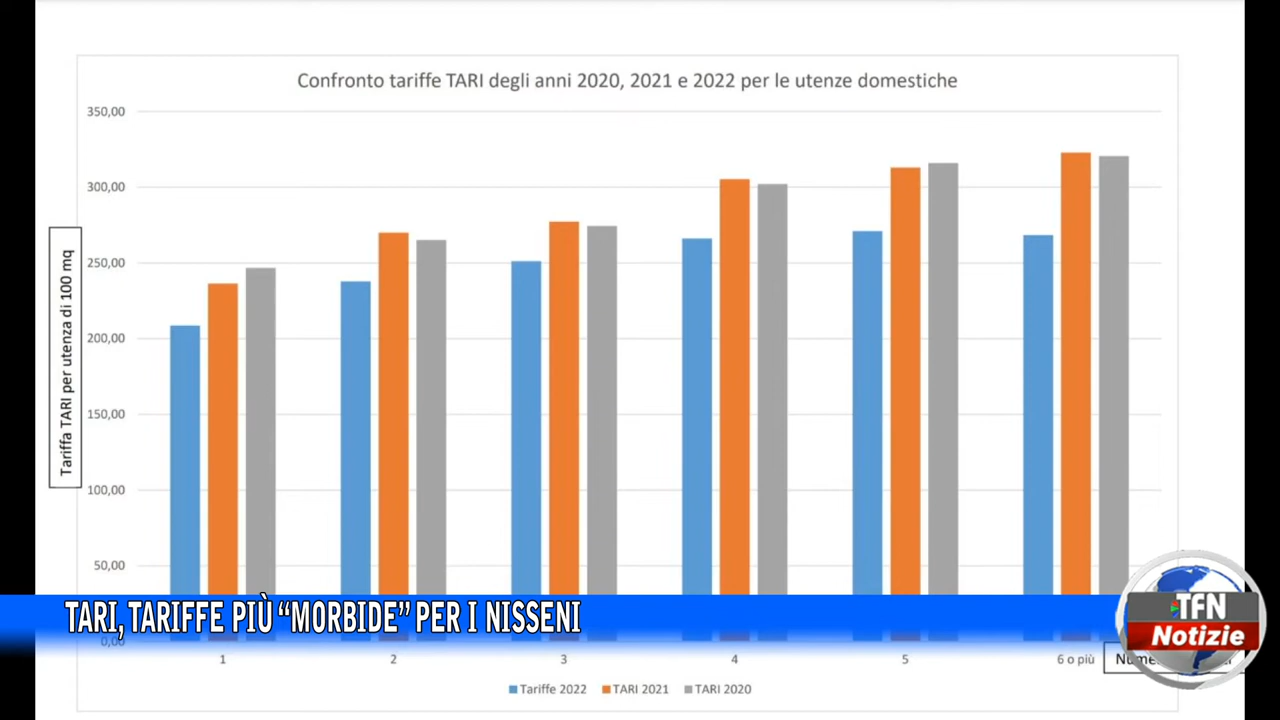 Confronto tariffe TARI degli anni 2020, 2021 e 2022 per le utenze domestiche
350,00
300,00
250,00
200,00
150,00
100,00
50,00
0,00
Tariffa TARI per utenza di 100 mq
TARI, TARIFFE PIÙ “MORBIDE” PER I NISSENI
TFN
Notizie
1 2 3 4 5 6 o più
Tariffe 2022 TARI 2021 TARI 2020